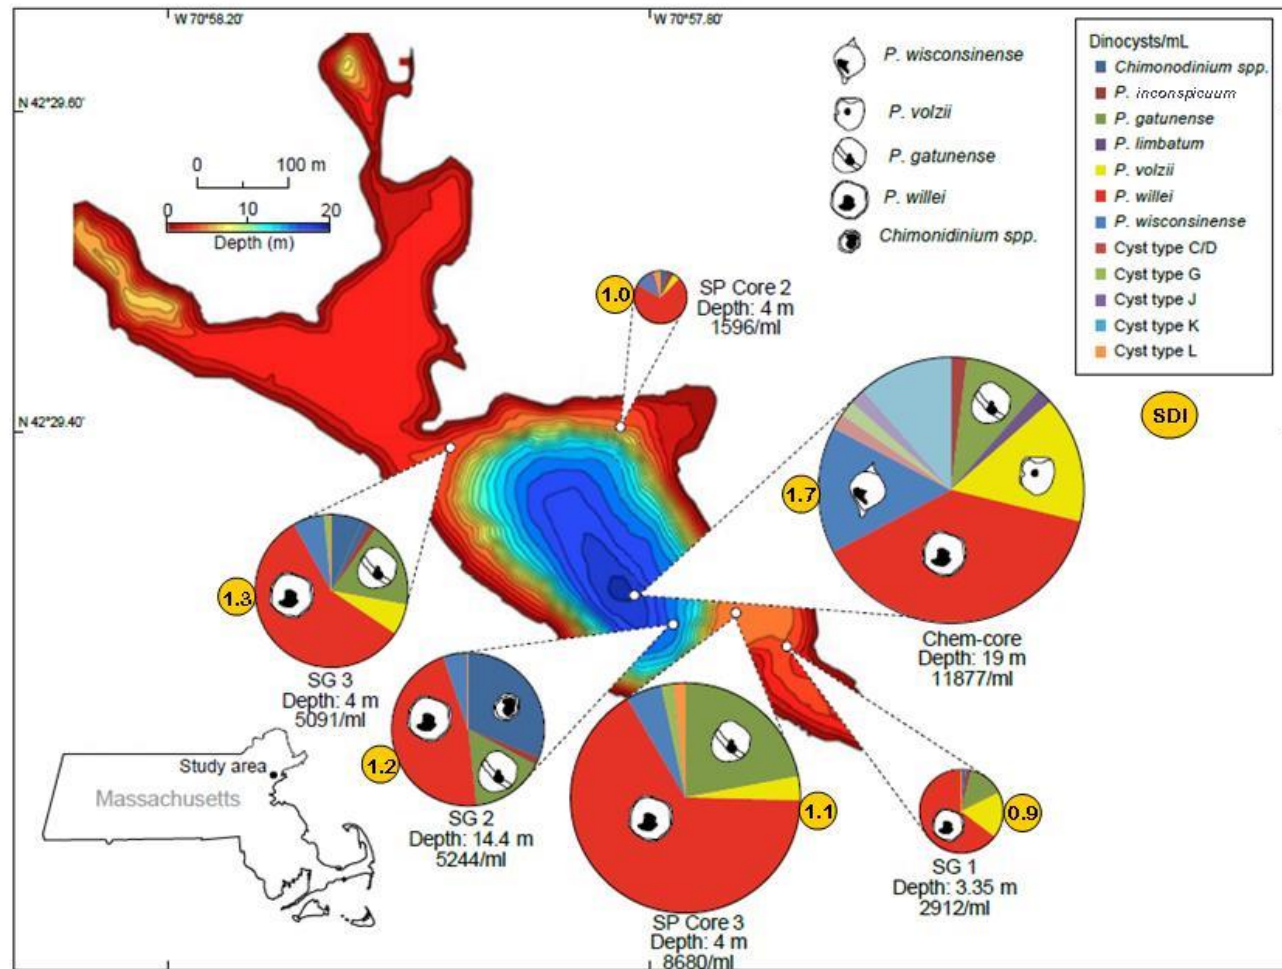 W 70°58.20'
W 70°57.80'
N 42°29.60'
N 42°29.40'
0 100 m
0 10 20
Depth (m)
P. wisconsinense
P. volzii
P. gatunense
P. willei
Chimonidinium spp.
Dinocysts/mL
Chimonodinium spp.
P. inconspicuum
P. gatunense
P. limbatum
P. volzii
P. willei
P. wisconsinense
Cyst type C/D
Cyst type G
Cyst type J
Cyst type K
Cyst type L
SDI
1.0
SP Core 2
Depth: 4 m
1596/ml
1.7
Chem-core
Depth: 19 m
11877/ml
1.3
SG 3
Depth: 4 m
5091/ml
1.2
SG 2
Depth: 14.4 m
5244/ml
1.1
SP Core 3
Depth: 4 m
8680/ml
0.9
SG 1
Depth: 3.35 m
2912/ml
Study area
Massachusetts